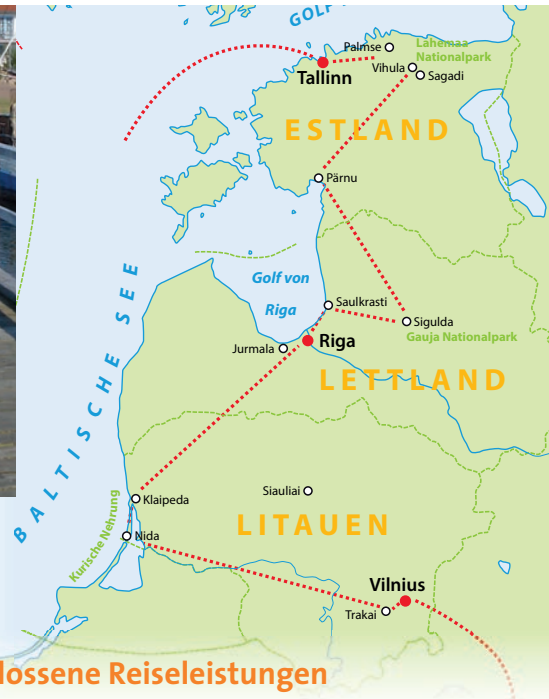 GOLF
Palmse
Lahemaa
Nationalpark
Vihula
Sagadi
Tallinn
ESTLAND
Pärnu
Golf von
Riga
Saulkrasti
Sigulda
Gauja Nationalpark
Riga
Jurmala
LETTLAND
BALTISCHE SEE
Klaipeda
Siauliai
Kurische Nehrung
LITAUEN
Nida
Vilnius
Trakai
lossene Reiseleistungen